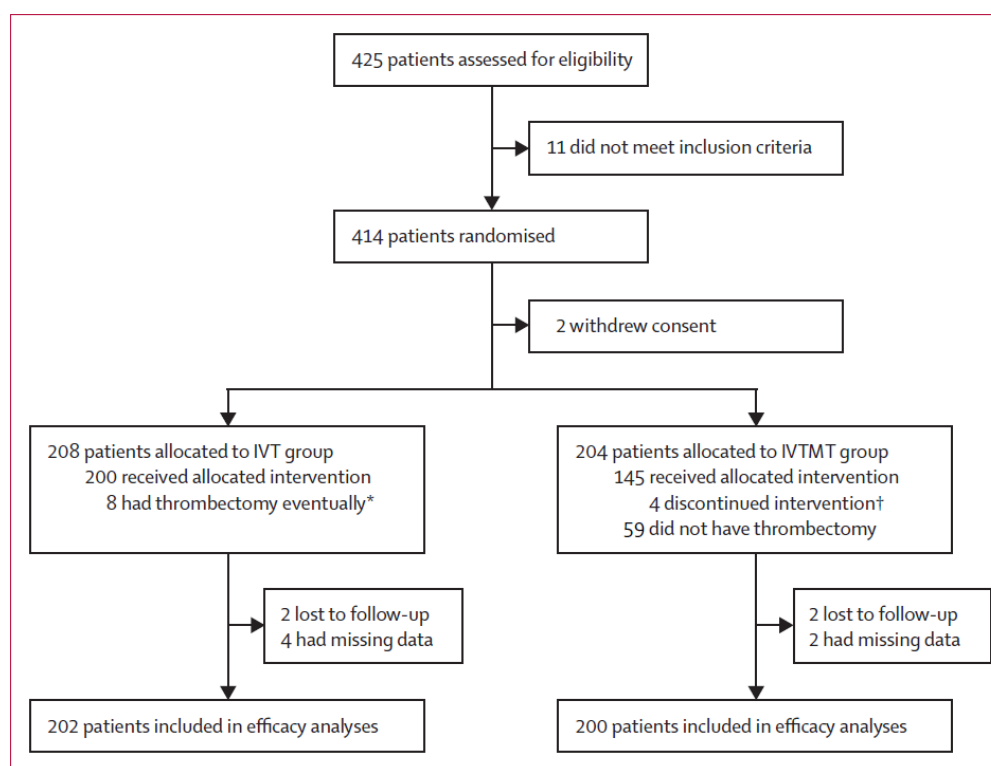 425 patients assessed for eligibility
11 did not meet inclusion criteria
414 patients randomised
2 withdrew consent
208 patients allocated to IVT group
200 received allocated intervention
8 had thrombectomy eventually*
204 patients allocated to IVTMT group
145 received allocated intervention
4 discontinued intervention†
59 did not have thrombectomy
2 lost to follow-up
4 had missing data
2 lost to follow-up
2 had missing data
202 patients included in efficacy analyses
200 patients included in efficacy analyses